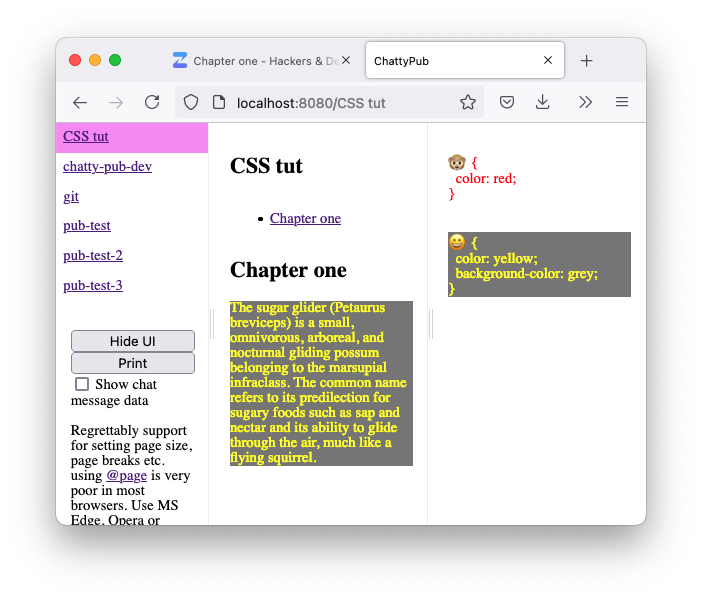 Chapter one - Hackers & De
ChattyPub
localhost:8080/CSS tut
CSS tut
chatty-pub-dev
git
pub-test
pub-test-2
pub-test-3
Hide UI
Print
Show chat
message data
Regrettably support
for setting page size,
page breaks etc.
using @page is very
poor in most
browsers. Use MS
Edge, Opera or
CSS tut
• Chapter one
Chapter one
The sugar glider (Petaurus
breviceps) is a small,
omnivorous, arboreal, and
nocturnal gliding possum
belonging to the marsupial
infraclass. The common name
refers to its predilection for
sugary foods such as sap and
nectar and its ability to glide
through the air, much like a
flying squirrel.
🐵 {
color: red;
}
😀 {
color: yellow;
background-color: grey;
}